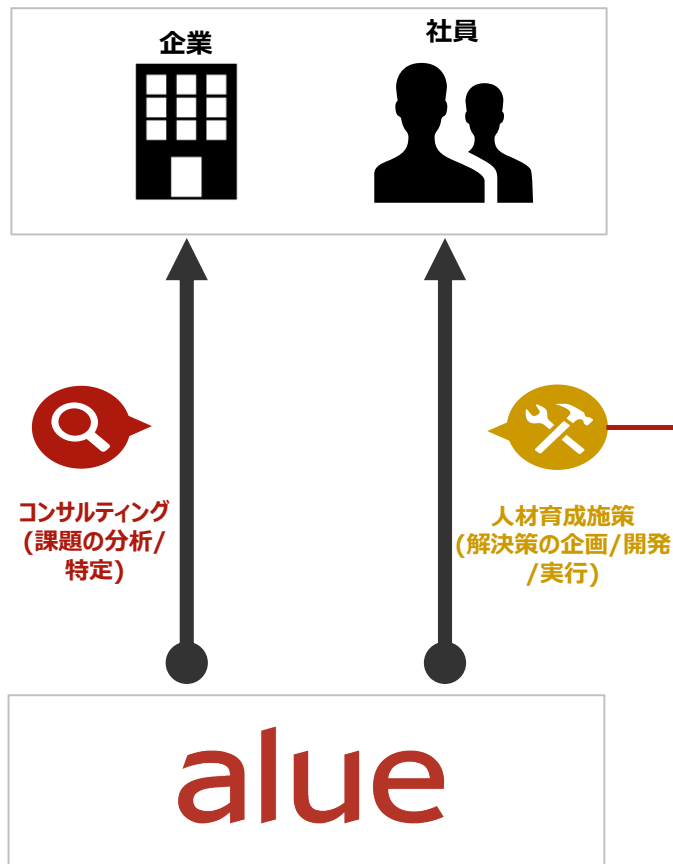 企業
社員
コンサルティング
(課題の分析/
特定)
人材育成施策
(解決策の企画/開発
/実行)
alue